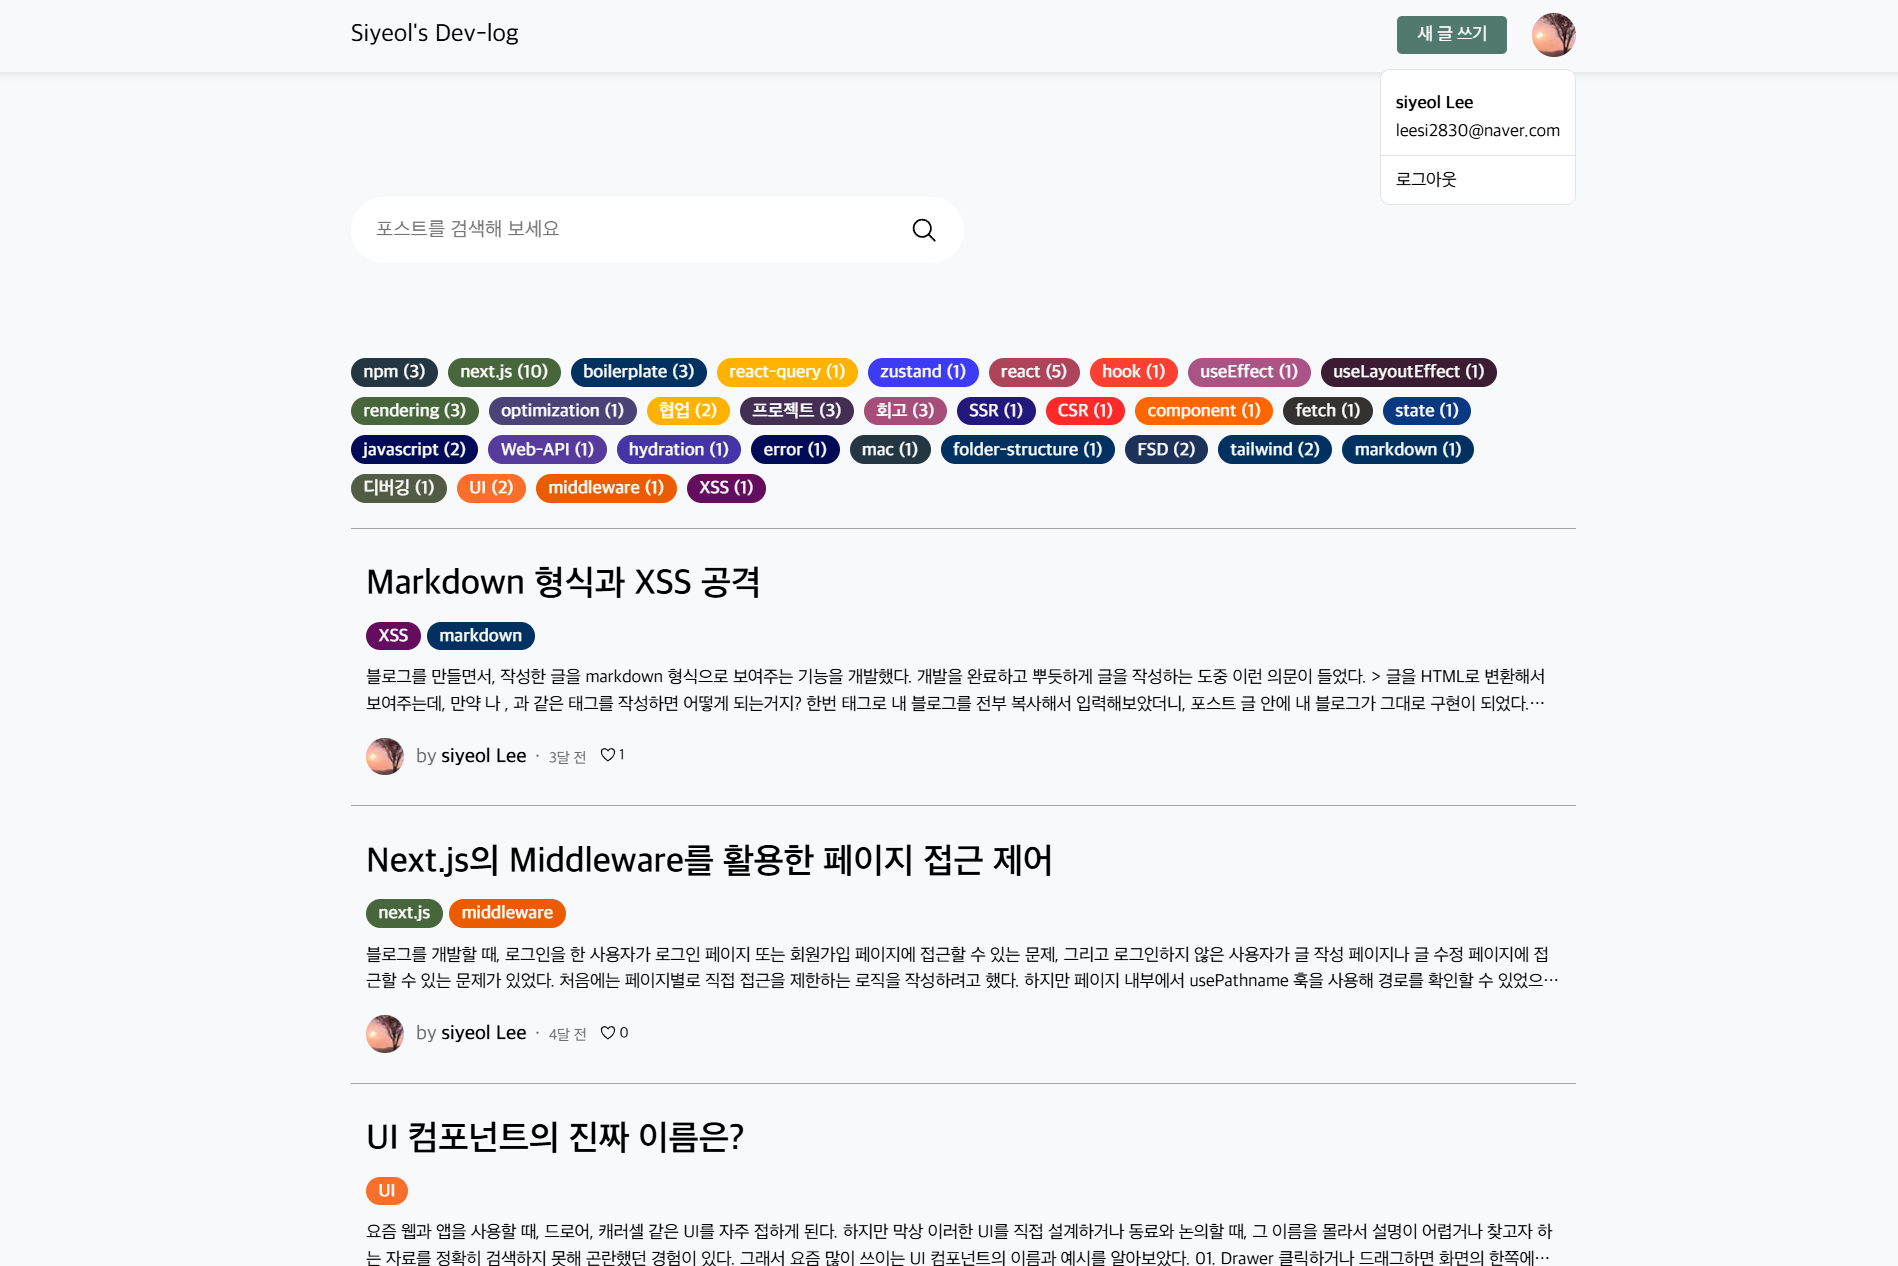 Siyeol's Dev-log
새 글 쓰기
siyeol Lee
leesi2830@naver.com
로그아웃
포스트를 검색해 보세요
npm (3) next.js (10) boilerplate (3) react-query (1) zustand (1) react (5) hook (1) useEffect (1) useLayoutEffect (1)
rendering (3) optimization (1) 협업 (2) 프로젝트 (3) 회고 (3) SSR (1) CSR (1) component (1) fetch (1) state (1)
javascript (2) Web-API (1) hydration (1) error (1) mac (1) folder-structure (1) FSD (2) tailwind (2) markdown (1)
디버깅 (1) UI (2) middleware (1) XSS (1)
Markdown 형식과 XSS 공격
XSS markdown
블로그를 만들면서, 작성한 글을 markdown 형식으로 보여주는 기능을 개발했다. 개발을 완료하고 뿌듯하게 글을 작성하는 도중 이런 의문이 들었다. > 글을 HTML로 변환해서
보여주는데, 만약 나 , 과 같은 태그를 작성하면 어떻게 되는거지? 한번 태그로 내 블로그를 전부 복사해서 입력해보았더니, 포스트 글 안에 내 블로그가 그대로 구현이 되었다.…
by siyeol Lee · 3달 전 1
Next.js의 Middleware를 활용한 페이지 접근 제어
next.js middleware
블로그를 개발할 때, 로그인을 한 사용자가 로그인 페이지 또는 회원가입 페이지에 접근할 수 있는 문제, 그리고 로그인하지 않은 사용자가 글 작성 페이지나 글 수정 페이지에 접
근할 수 있는 문제가 있었다. 처음에는 페이지별로 직접 접근을 제한하는 로직을 작성하려고 했다. 하지만 페이지 내부에서 usePathname 훅을 사용해 경로를 확인할 수 있었으…
by siyeol Lee · 4달 전 0
UI 컴포넌트의 진짜 이름은?
UI
요즘 웹과 앱을 사용할 때, 드로어, 캐러셀 같은 UI를 자주 접하게 된다. 하지만 막상 이러한 UI를 직접 설계하거나 동료와 논의할 때, 그 이름을 몰라서 설명이 어렵거나 찾고자 하
는 자료를 정확히 검색하지 못해 곤란했던 경험이 있다. 그래서 요즘 많이 쓰이는 UI 컴포넌트의 이름과 예시를 알아보았다. 01. Drawer 클릭하거나 드래그하면 화면의 한쪽에…